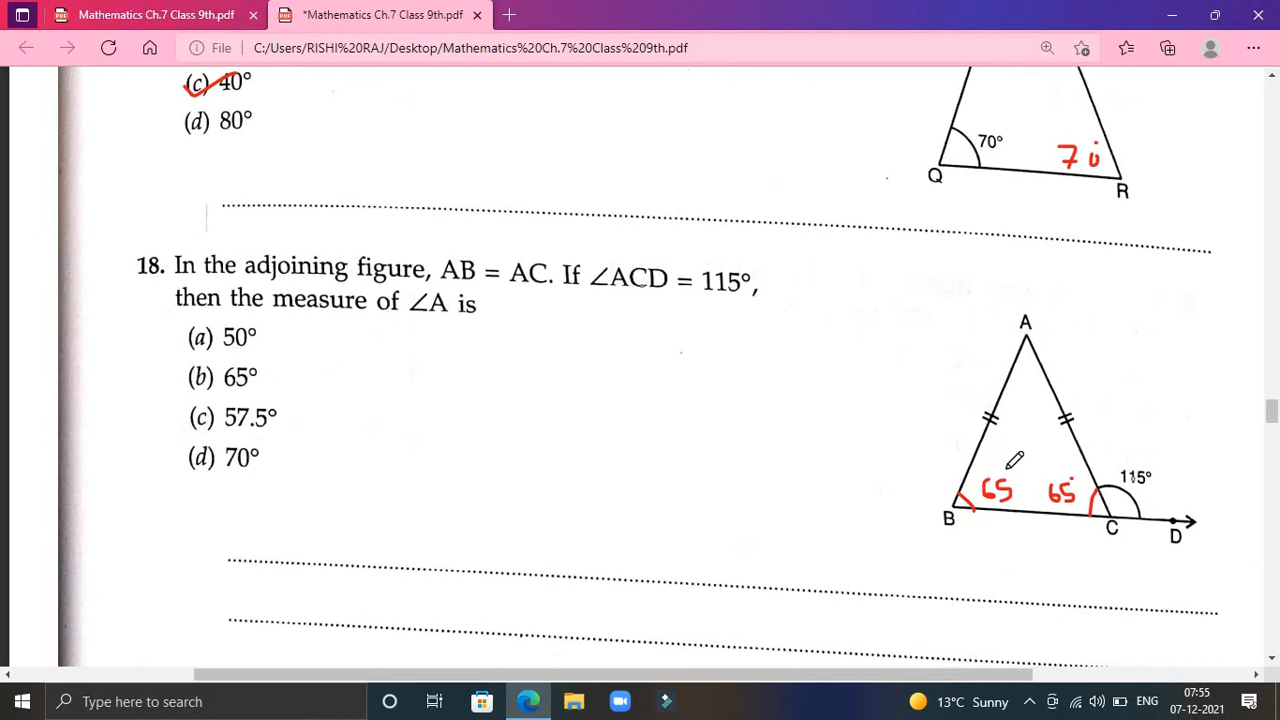 Mathematics Ch.7 Class 9th.pdf
*Mathematics Ch.7 Class 9th.pdf
File
C:/Users/RISHI%20RAJ/Desktop/Mathematics%20Ch.7%20Class%209th.pdf
(c) 40°
(d) 80°
70°
70
Q
R
18. In the adjoining figure, AB = AC. If ∠ACD = 115°,
then the measure of ∠A is
(a) 50°
(b) 65°
(c) 57.5°
(d) 70°
A
115°
65
65°
B
C
D
Type here to search
13°C Sunny
ENG
07:55
07-12-2021